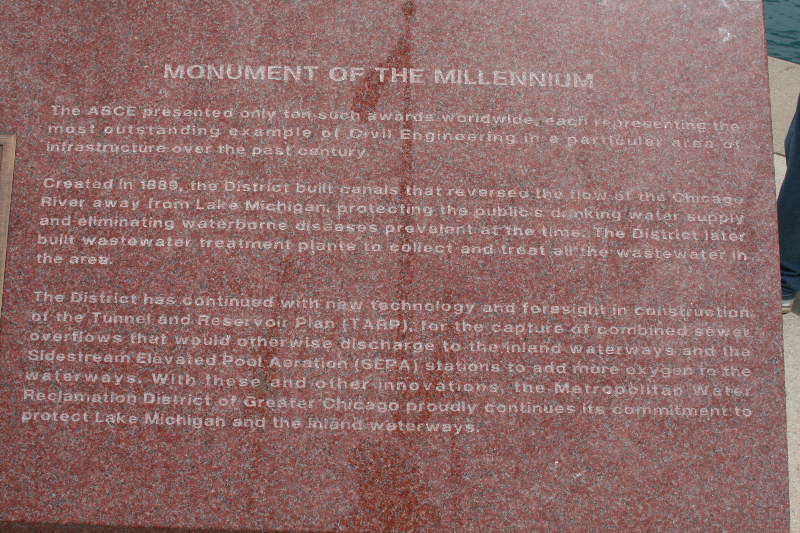 MONUMENT OF THE MILLENNIUM
The ASCE presented only ten such awards worldwide, each representing the
most outstanding example of Civil Engineering in a particular area of
infrastructure over the past century.
Created in 1889, the District built canals that reversed the flow of the Chicago
River away from Lake Michigan, protecting the public's drinking water supply
and eliminating waterborne diseases prevalent at the time. The District later
built wastewater treatment plants to collect and treat all the wastewater in
the area.
The District has continued with new technology and foresight in construction
of the Tunnel and Reservoir Plan (TARP), for the capture of combined sewer
overflows that would otherwise discharge to the inland waterways and the
Sidestream Elevated Pool Aeration (SEPA) stations to add more oxygen to the
waterways. With these and other innovations, the Metropolitan Water
Reclamation District of Greater Chicago proudly continues its commitment to
protect Lake Michigan and the inland waterways.